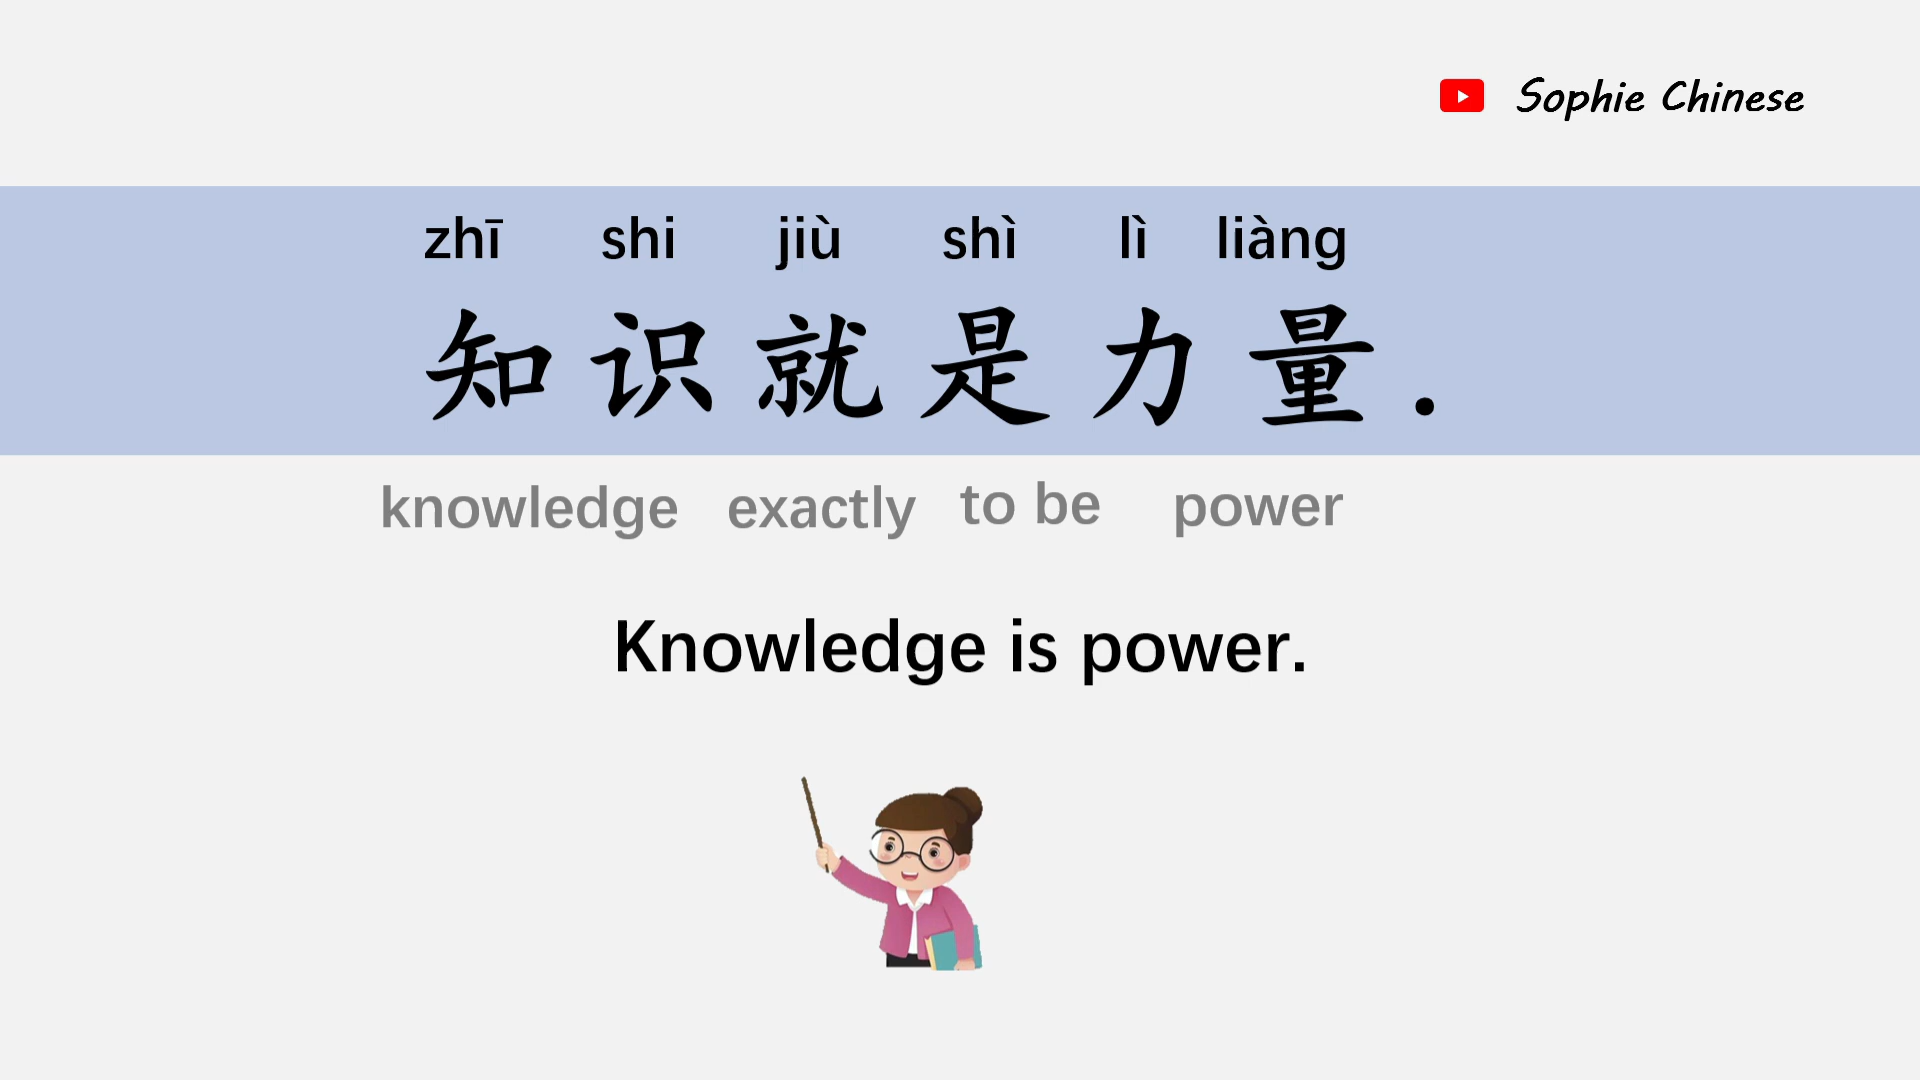 Sophie Chinese
zhī shi jiù shì lì liàng
知识就是力量.
knowledge exactly to be power
Knowledge is power.